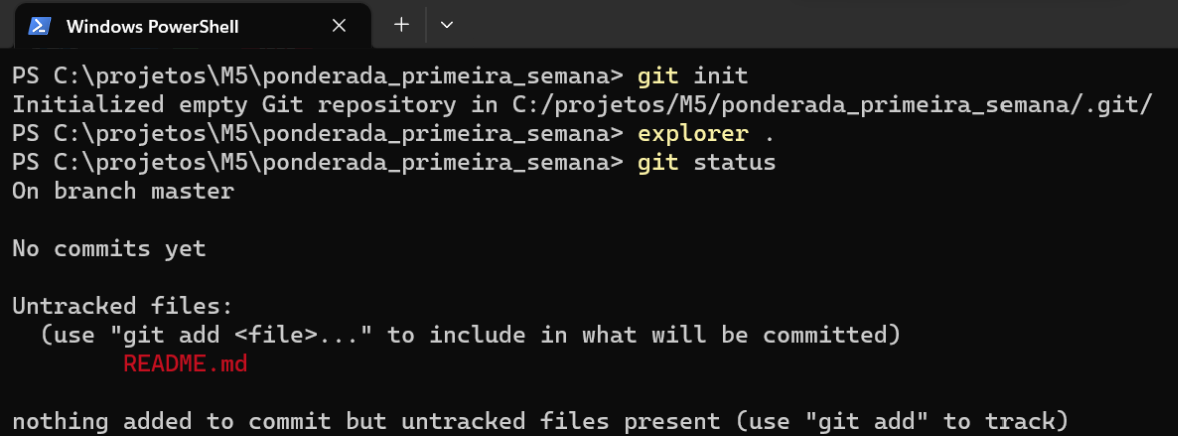 Windows PowerShell
PS C:\projetos\M5\ponderada_primeira_semana> git init
Initialized empty Git repository in C:/projetos/M5/ponderada_primeira_semana/.git/
PS C:\projetos\M5\ponderada_primeira_semana> explorer .
PS C:\projetos\M5\ponderada_primeira_semana> git status
On branch master
No commits yet
Untracked files:
(use "git add <file>..." to include in what will be committed)
README.md
nothing added to commit but untracked files present (use "git add" to track)